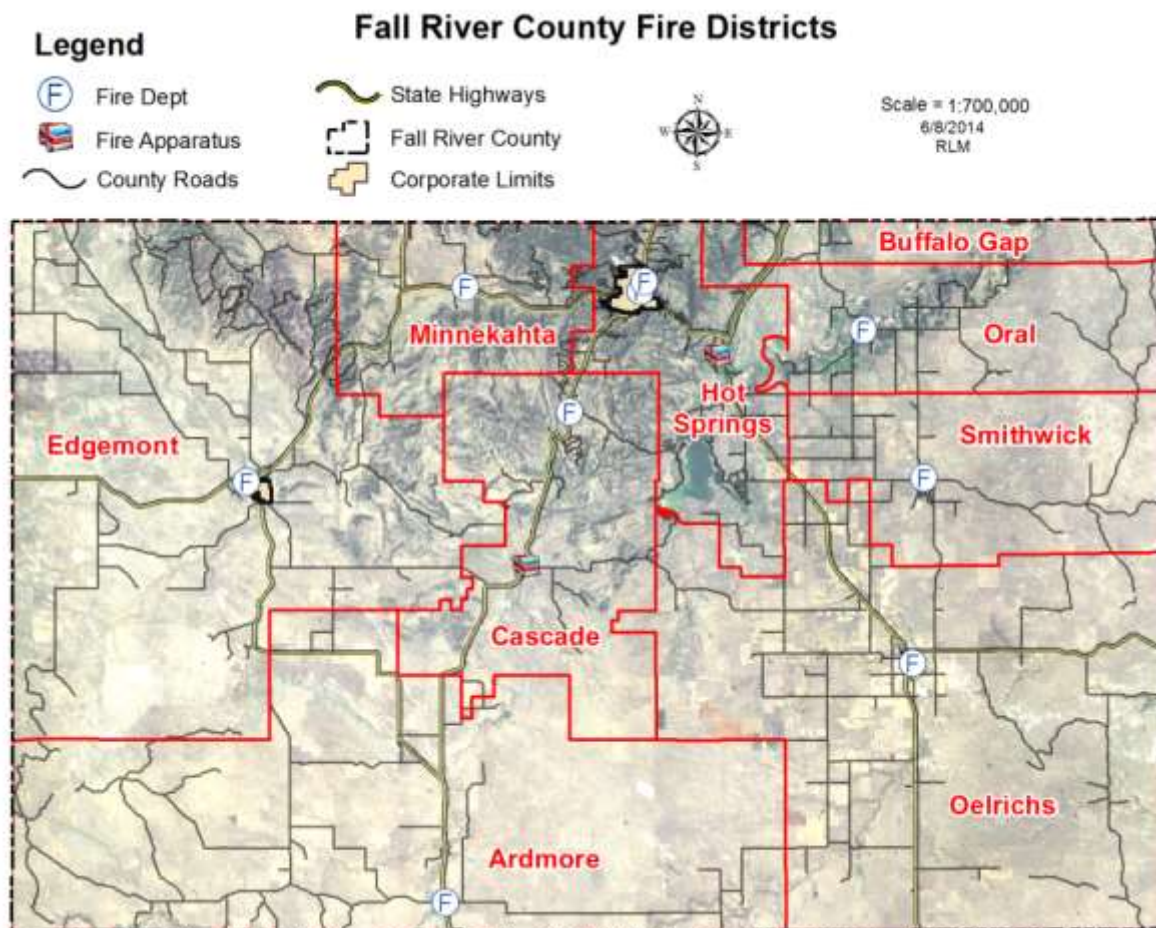 Fall River County Fire Districts
Legend
F Fire Dept
Fire Apparatus
County Roads
State Highways
Fall River County
Corporate Limits
N
W E
S
Scale = 1:700,000
6/8/2014
RLM
Buffalo Gap
F
F
Minnekahta
F
Oral
Hot
Springs
F
Edgemont
Smithwick
F
F
Cascade
F
Oelrichs
Ardmore
F